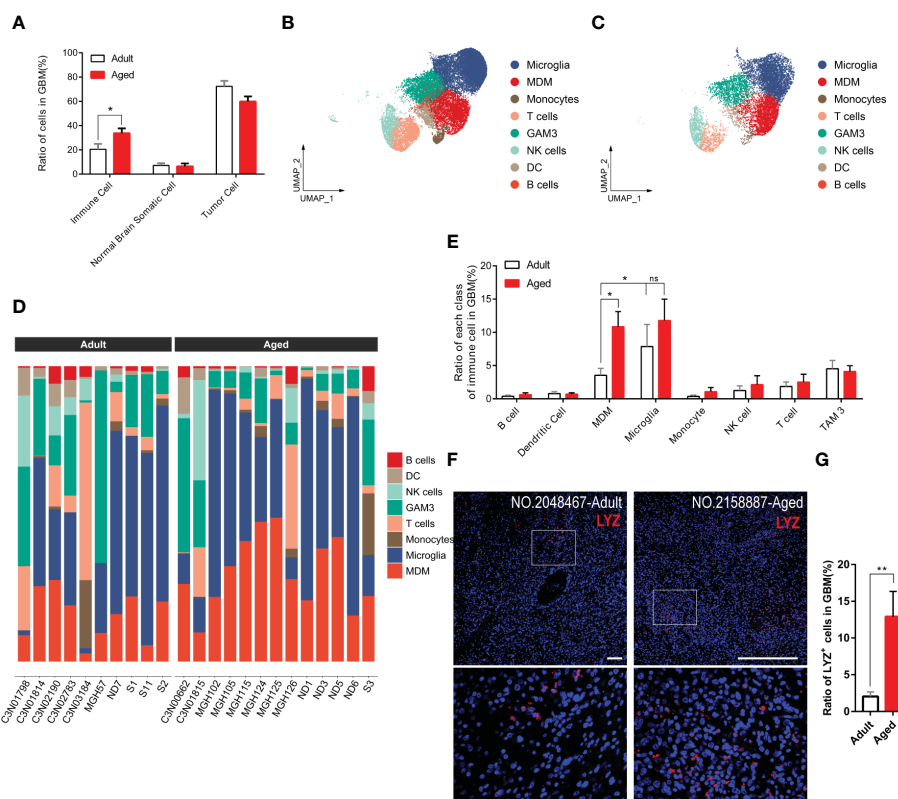 A
Ratio of cells in GBM(%)
100
80
60
40
20
0
Adult
Aged
*
Immune Cell
Normal Brain Somatic Cell
Tumor Cell
B
UMAP_2
UMAP_1
Microglia
MDM
Monocytes
T cells
GAM3
NK cells
DC
B cells
C
UMAP_2
UMAP_1
Microglia
MDM
Monocytes
T cells
GAM3
NK cells
DC
B cells
D
Adult
Aged
C3N01798
C3N01814
C3N02190
C3N02783
C3N03184
MGH57
ND7
S1
S11
S2
C3N00662
C3N01815
MGH102
MGH105
MGH115
MGH124
MGH125
MGH126
ND1
ND3
ND5
ND6
S3
B cells
DC
NK cells
GAM3
T cells
Monocytes
Microglia
MDM
E
Ratio of each class
of immune cell in GBM(%)
20
15
10
5
0
Adult
Aged
*
*
ns
B cell
Dendritic Cell
MDM
Microglia
Monocyte
NK cell
T cell
TAM 3
F
NO.2048467-Adult
LYZ
NO.2158887-Aged
LYZ
G
Ratio of LYZ⁺ cells in GBM(%)
20
15
10
5
0
**
Adult
Aged